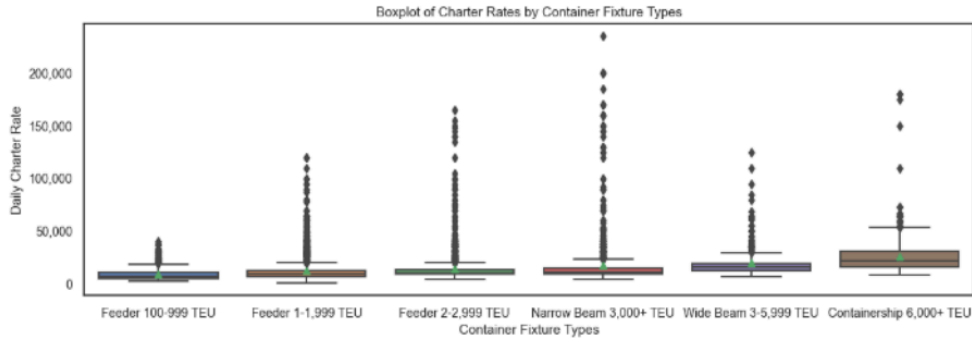 Boxplot of Charter Rates by Container Fixture Types
200,000
150,000
100,000
50,000
0
Daily Charter Rate
Feeder 100-999 TEU Feeder 1-1,999 TEU Feeder 2-2,999 TEU Narrow Beam 3,000+ TEU Wide Beam 3-5,999 TEU Containership 6,000+ TEU
Container Fixture Types